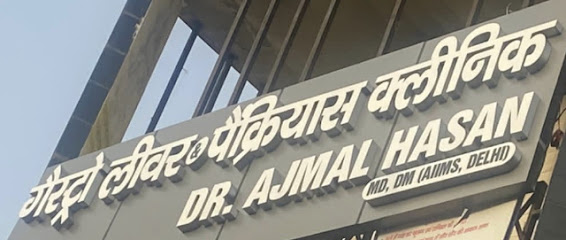 गैस्ट्रो लीवर & पैंक्रियास क्लीनिक
DR. AJMAL HASAN
MD, DM (AIIMS, DELHI)